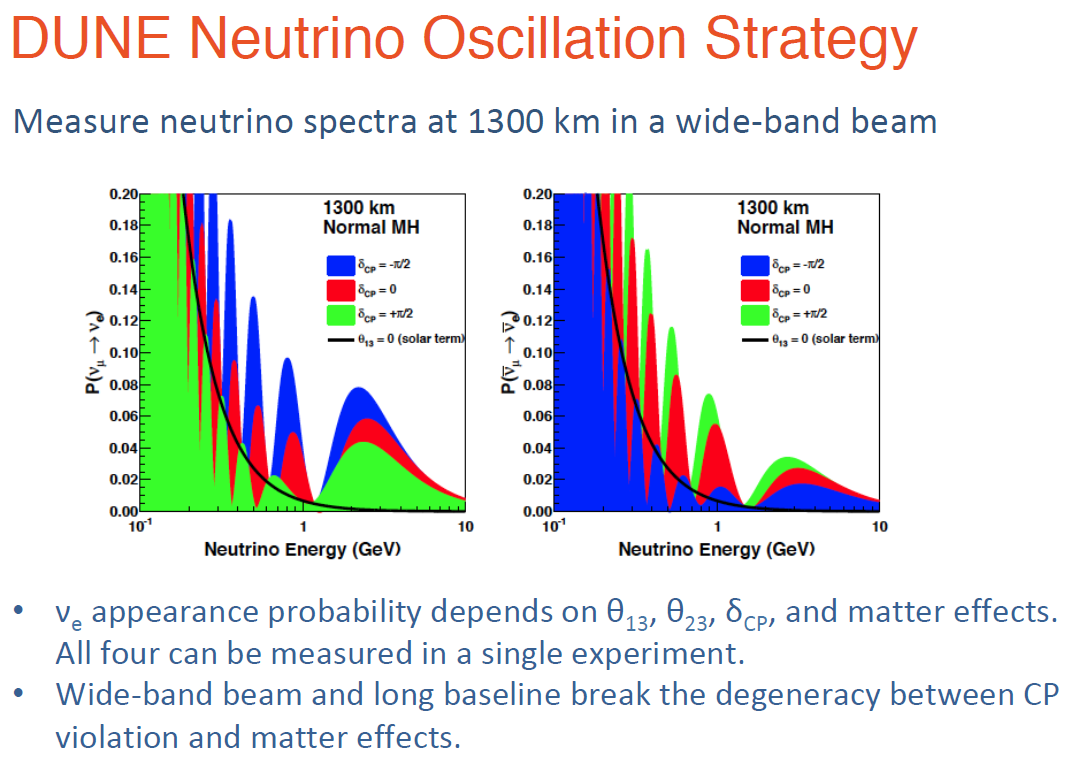 DUNE Neutrino Oscillation Strategy
Measure neutrino spectra at 1300 km in a wide-band beam
P(νμ → νe)
0.20
0.18
0.16
0.14
0.12
0.10
0.08
0.06
0.04
0.02
0.00
10⁻¹
1
10
Neutrino Energy (GeV)
1300 km
Normal MH
δCP = -π/2
δCP = 0
δCP = +π/2
θ13 = 0 (solar term)
P(ν̄μ → ν̄e)
0.20
0.18
0.16
0.14
0.12
0.10
0.08
0.06
0.04
0.02
0.00
10⁻¹
1
10
Neutrino Energy (GeV)
1300 km
Normal MH
δCP = -π/2
δCP = 0
δCP = +π/2
θ13 = 0 (solar term)
• νe appearance probability depends on θ13, θ23, δCP, and matter effects.
All four can be measured in a single experiment.
• Wide-band beam and long baseline break the degeneracy between CP
violation and matter effects.